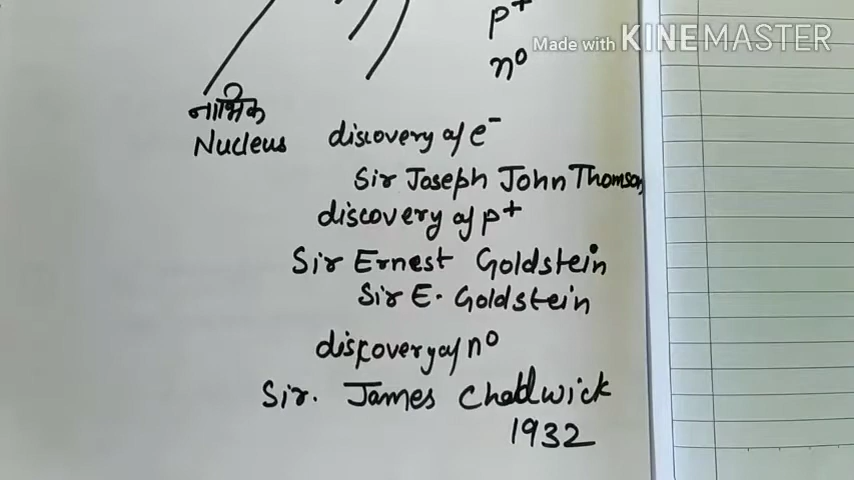 p+
Made with KINEMASTER
n⁰
नाभिक
Nucleus
discovery of e⁻
Sir Joseph John Thomson
discovery of p+
Sir Ernest Goldstein
Sir E. Goldstein
discovery of n⁰
Sir. James Chadwick
1932